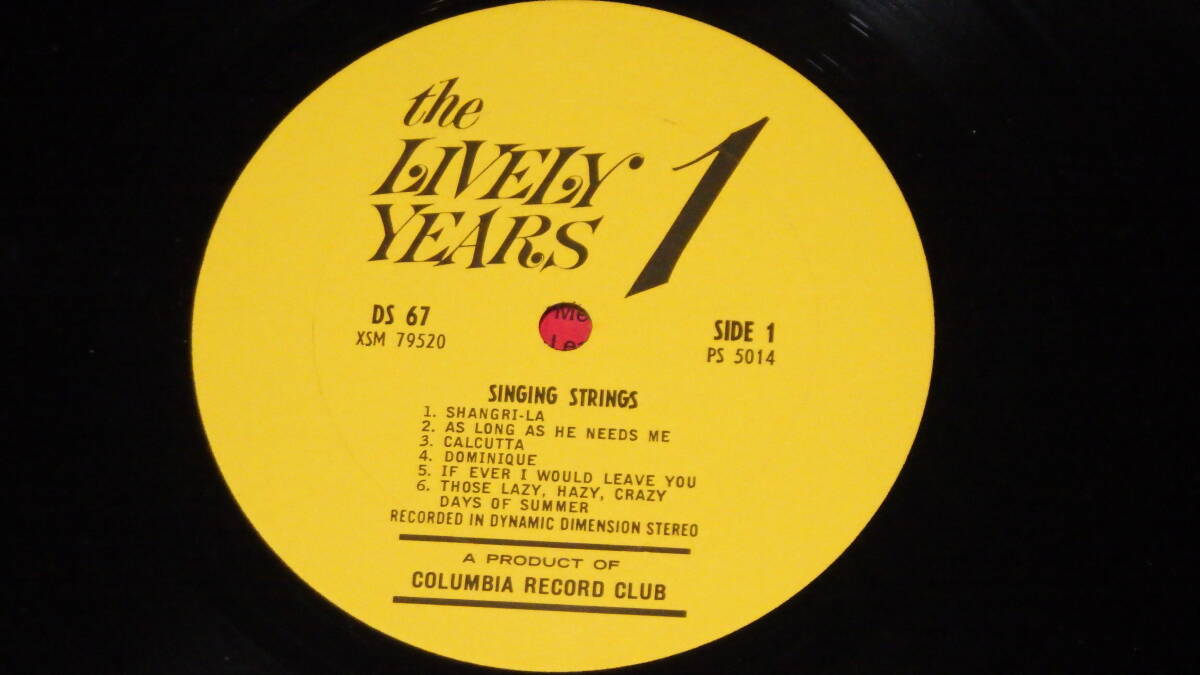 the
LIVELY
YEARS
1
DS 67
XSM 79520
SIDE 1
PS 5014
SINGING STRINGS
1. SHANGRI-LA
2. AS LONG AS HE NEEDS ME
3. CALCUTTA
4. DOMINIQUE
5. IF EVER I WOULD LEAVE YOU
6. THOSE LAZY, HAZY, CRAZY
DAYS OF SUMMER
RECORDED IN DYNAMIC DIMENSION STEREO
A PRODUCT OF
COLUMBIA RECORD CLUB